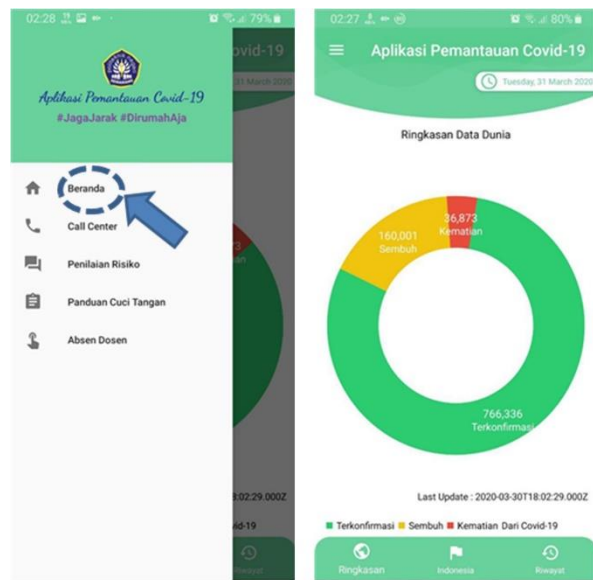 02:28
79%
Aplikasi Pemantauan Covid-19
#JagaJarak #DirumahAja
Beranda
Call Center
Penilaian Risiko
Panduan Cuci Tangan
Absen Dosen
ovid-19
31 March 2020
:02:29.000Z
vid-19
Riwayat
02:27
80%
Aplikasi Pemantauan Covid-19
Tuesday, 31 March 2020
Ringkasan Data Dunia
36,873
Kematian
160,001
Sembuh
766,336
Terkonfirmasi
Last Update : 2020-03-30T18:02:29.000Z
Terkonfirmasi Sembuh Kematian Dari Covid-19
Ringkasan Indonesia Riwayat